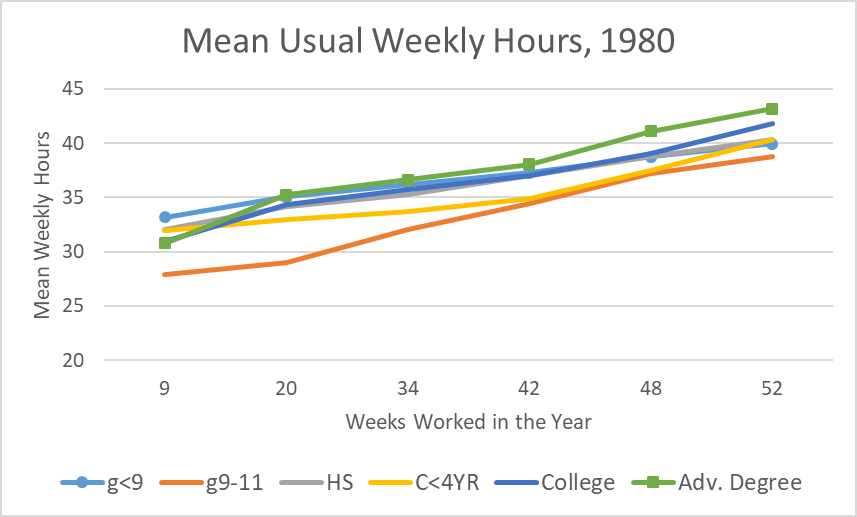 Mean Usual Weekly Hours, 1980
45
40
35
30
25
20
Mean Weekly Hours
9 20 34 42 48 52
Weeks Worked in the Year
g<9 g9-11 HS C<4YR College Adv. Degree